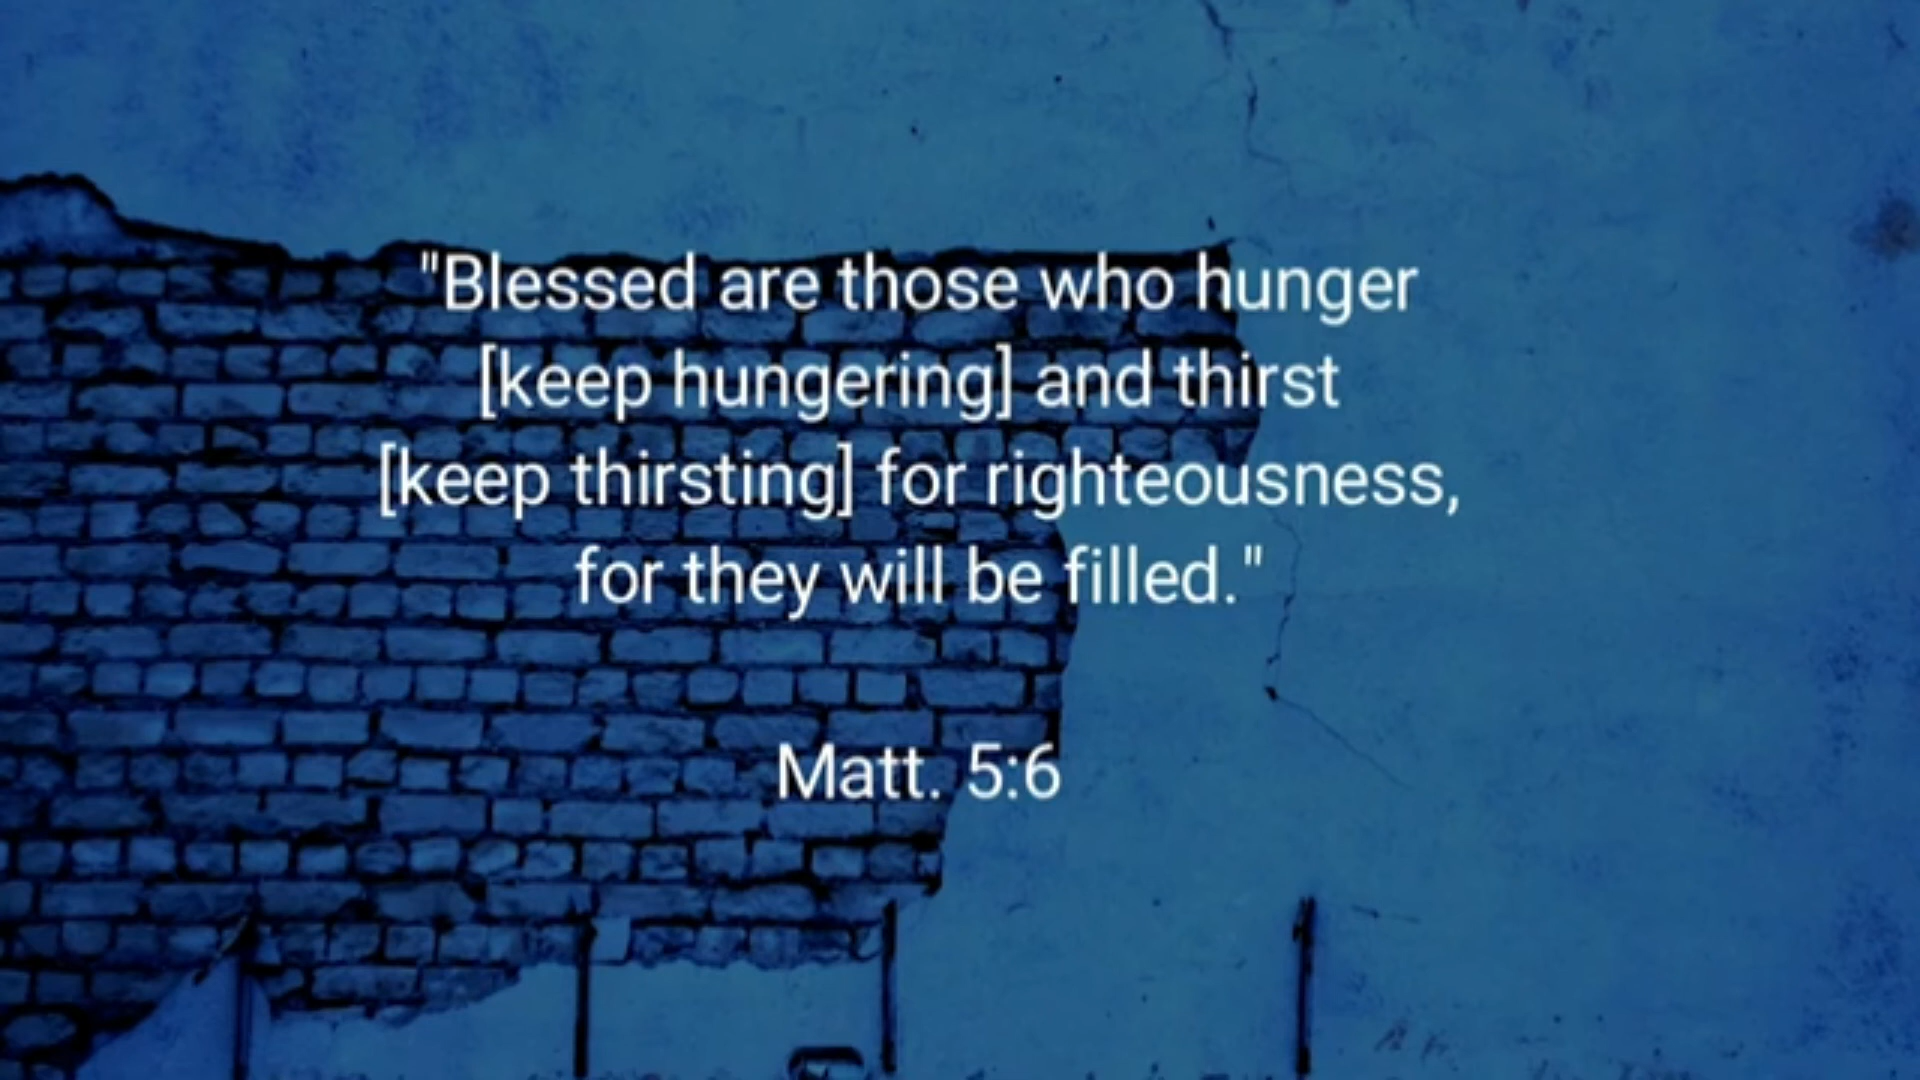 "Blessed are those who hunger
[keep hungering] and thirst
[keep thirsting] for righteousness,
for they will be filled."
Matt. 5:6